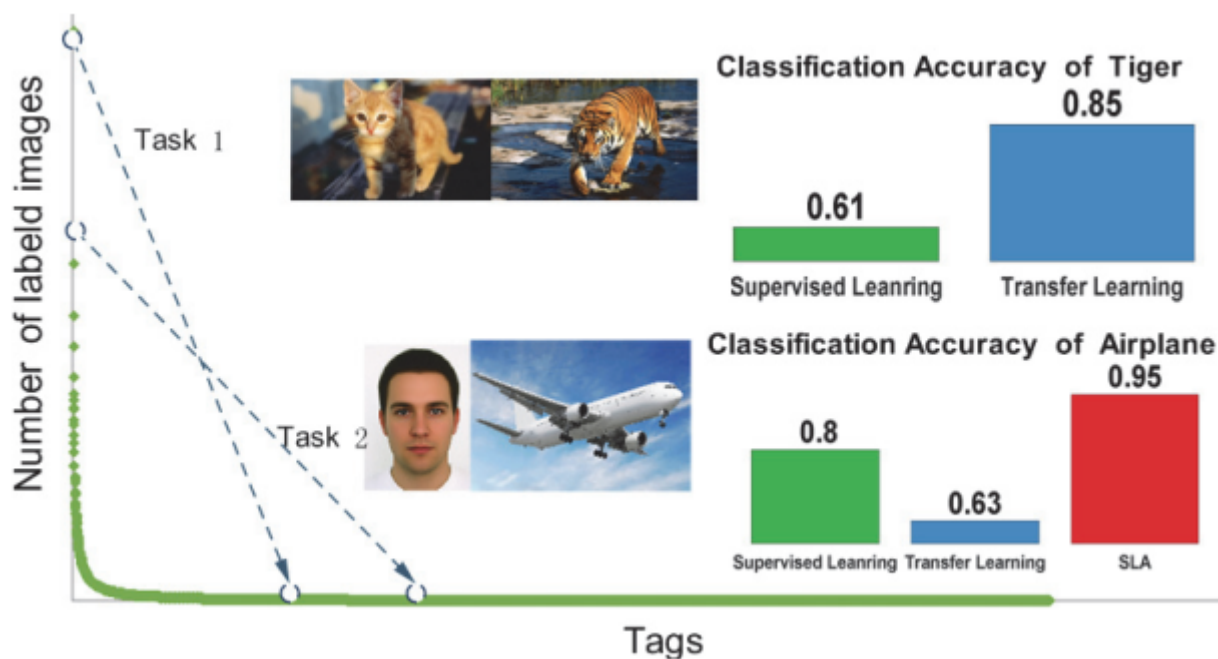 Number of labeld images
Task 1
Classification Accuracy of Tiger
0.85
0.61
Supervised Leanring
Transfer Learning
Task 2
Classification Accuracy of Airplane
0.95
0.8
0.63
Supervised Leanring
Transfer Learning
SLA
Tags